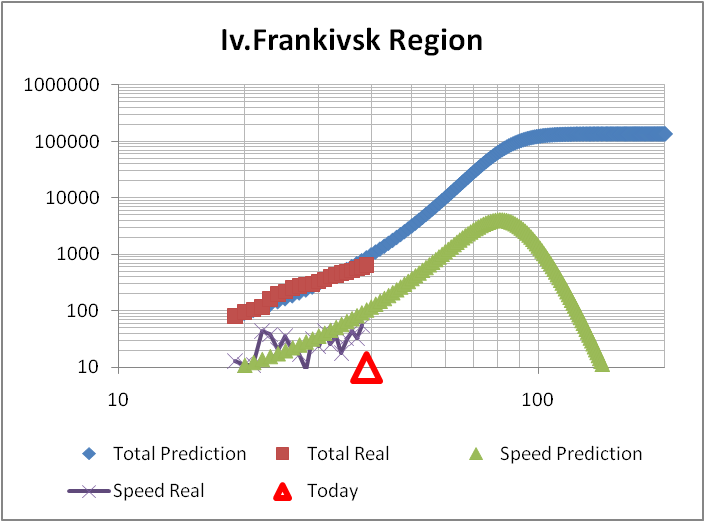 Iv.Frankivsk Region
1000000
100000
10000
1000
100
10
10 100
Total Prediction Total Real Speed Prediction
Speed Real Today